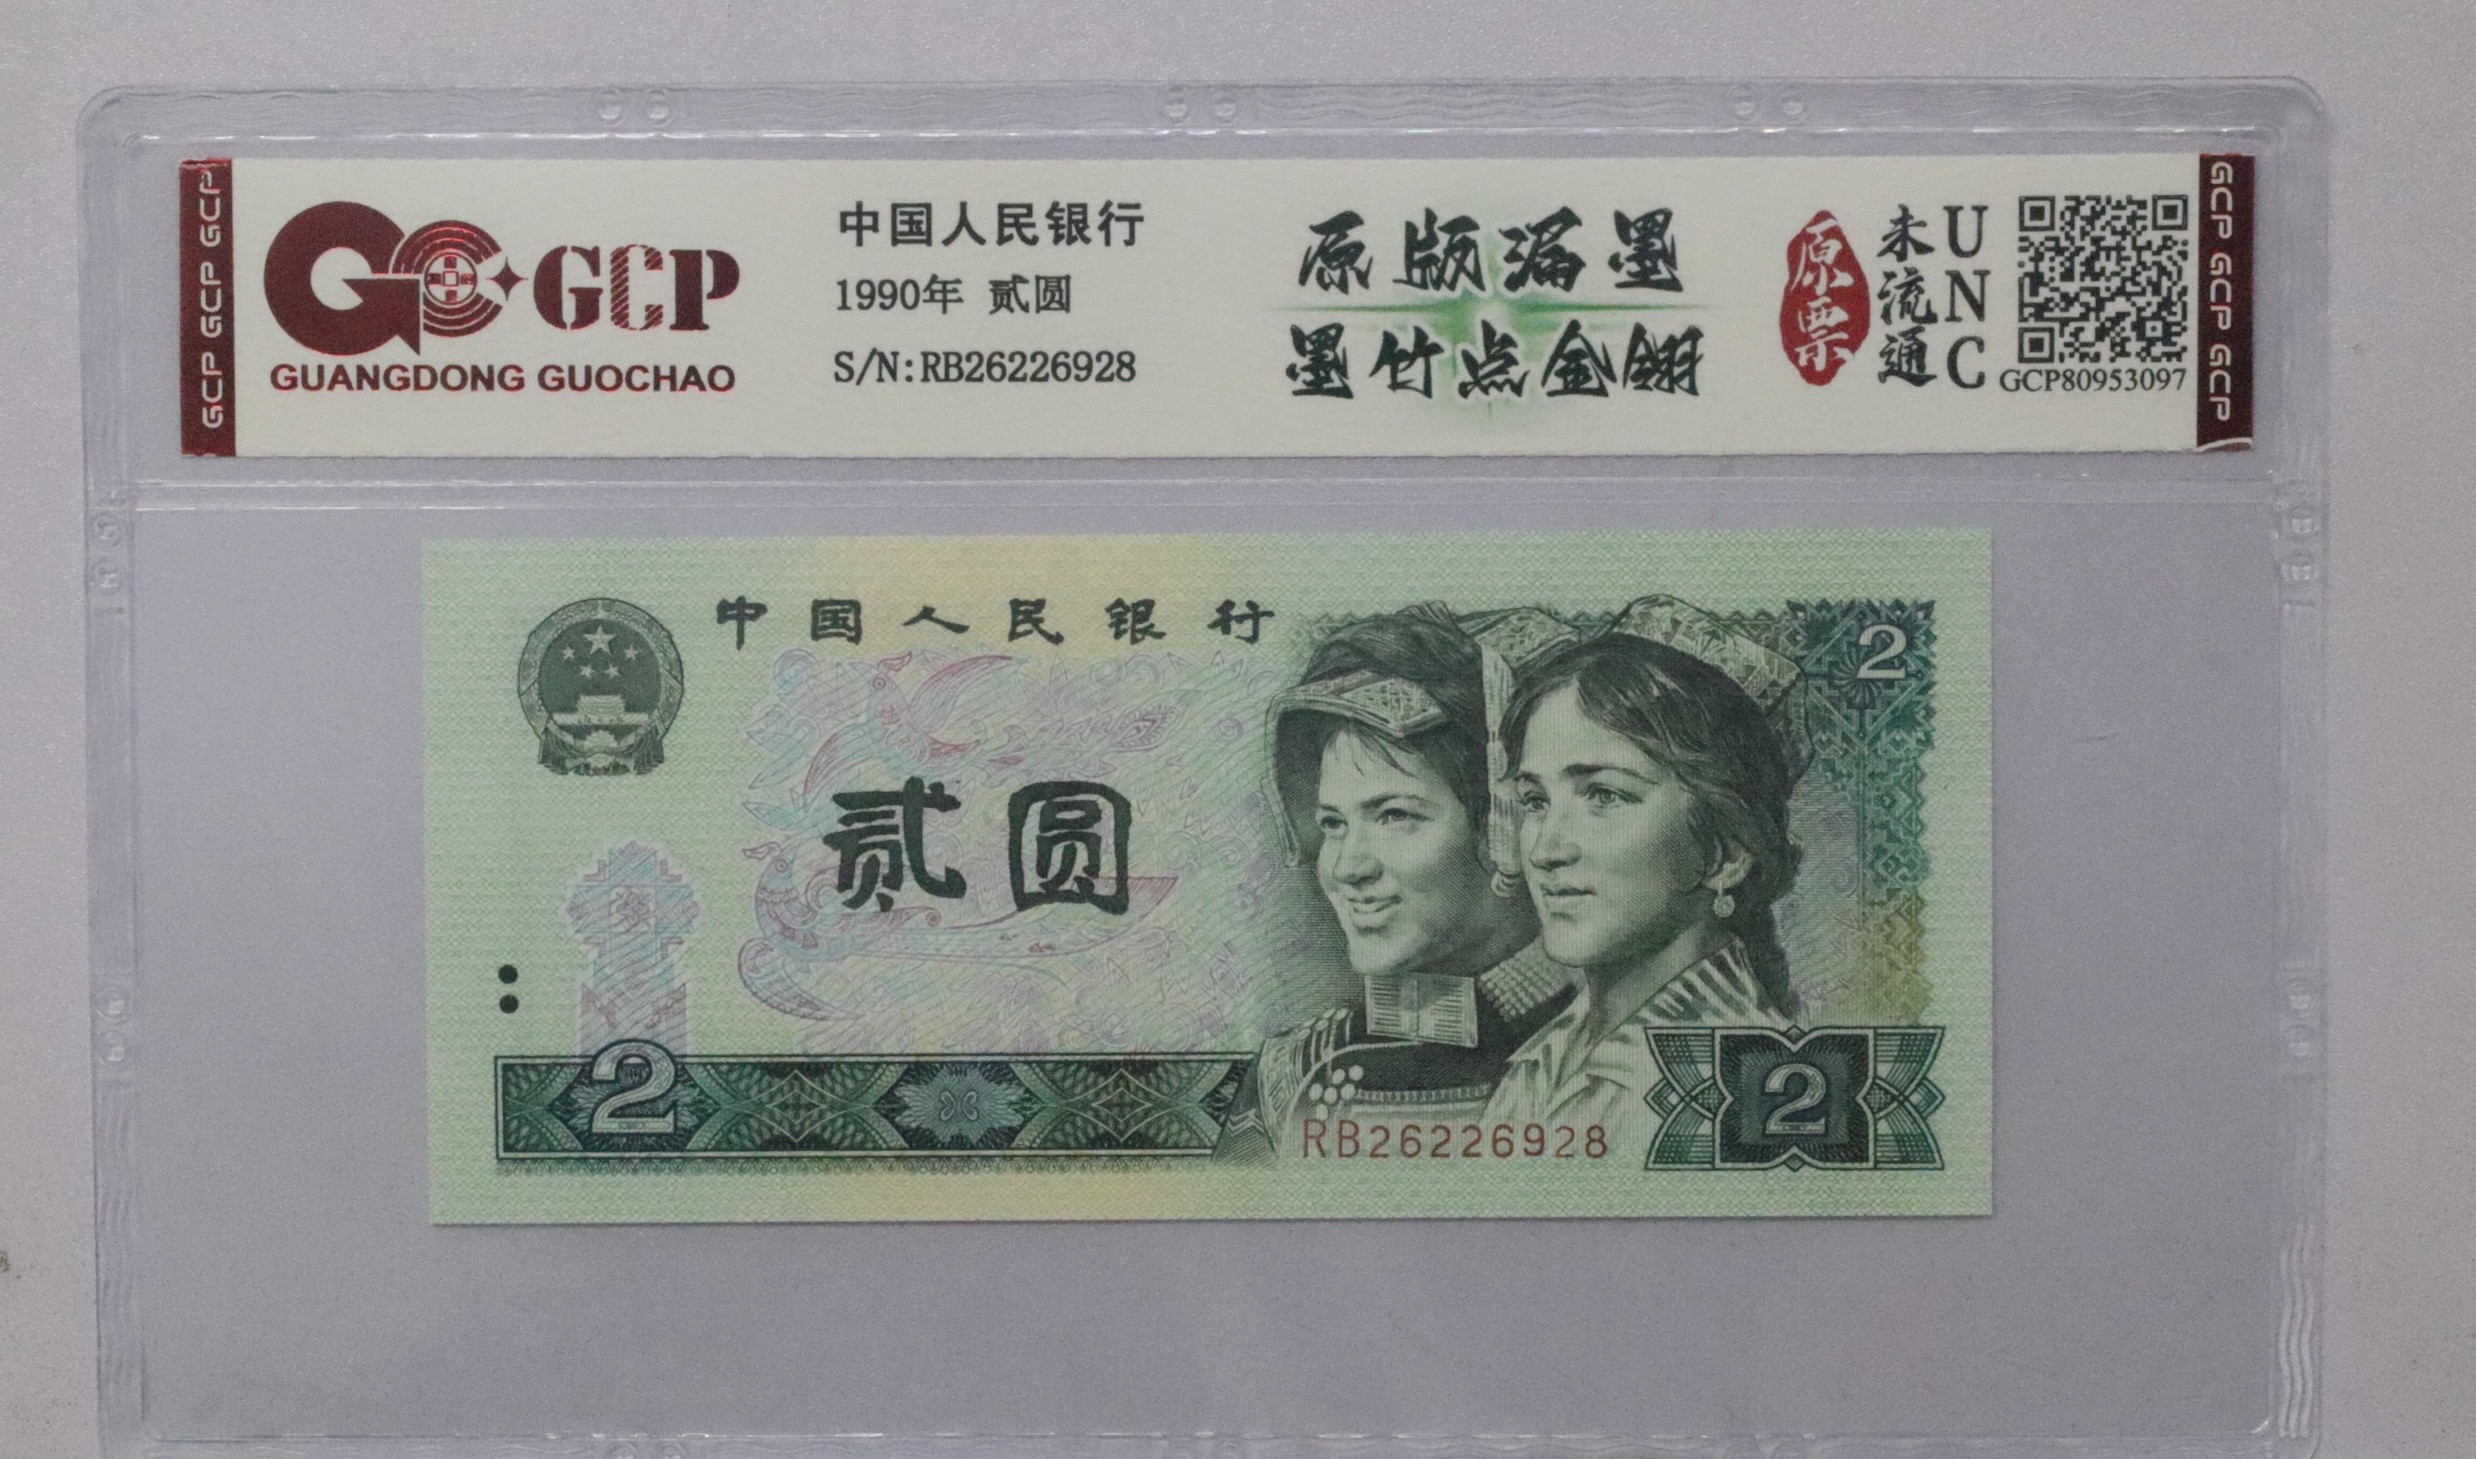 GCP GCP GCP
GCP
GUANGDONG GUOCHAO
中国人民银行
1990年 贰圆
S/N:RB26226928
原版漏墨
墨竹点金翎
原票
未流通
UNC
GCP80953097
GCP GCP GCP
中国人民银行
2
贰圆
2
RB26226928
2